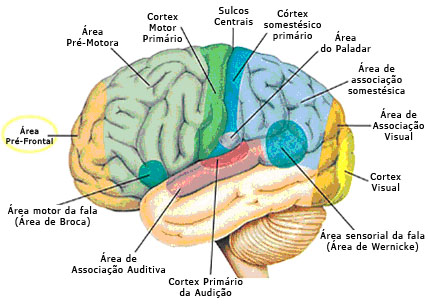 Área
Pré-Motora
Cortex
Motor
Primário
Sulcos
Centrais
Córtex
somestésico
primário
Área
do Paladar
Área de
associação
somestésica
Área de
Associação
Visual
Cortex
Visual
Área sensorial da fala
(Área de Wernicke)
Cortex Primário
da Audição
Área de
Associação Auditiva
Área motor da fala
(Área de Broca)
Área
Pré-Frontal